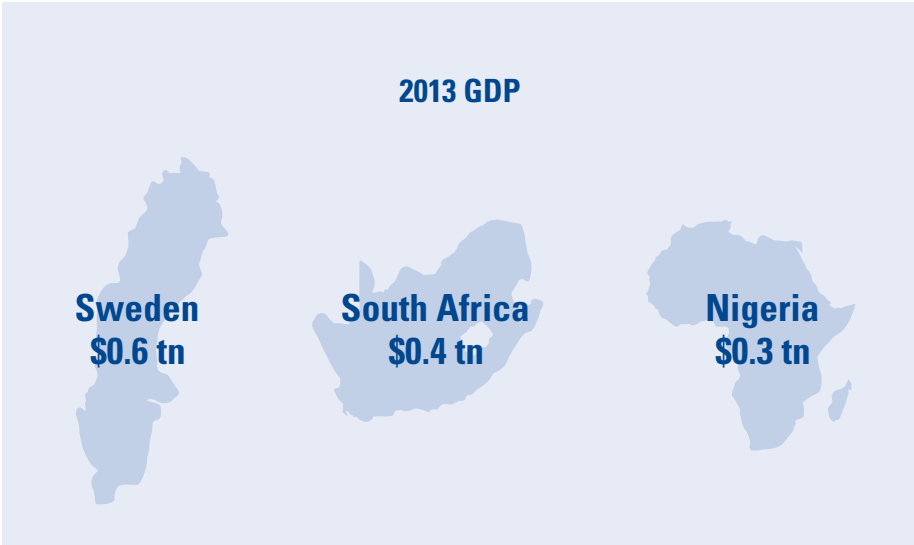 2013 GDP
Sweden
$0.6 tn
South Africa
$0.4 tn
Nigeria
$0.3 tn